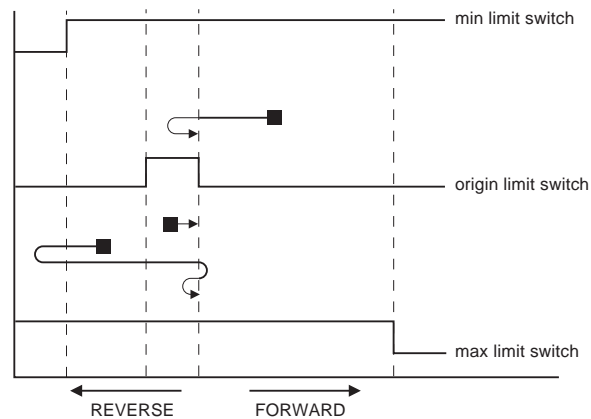 min limit switch
origin limit switch
max limit switch
REVERSE
FORWARD